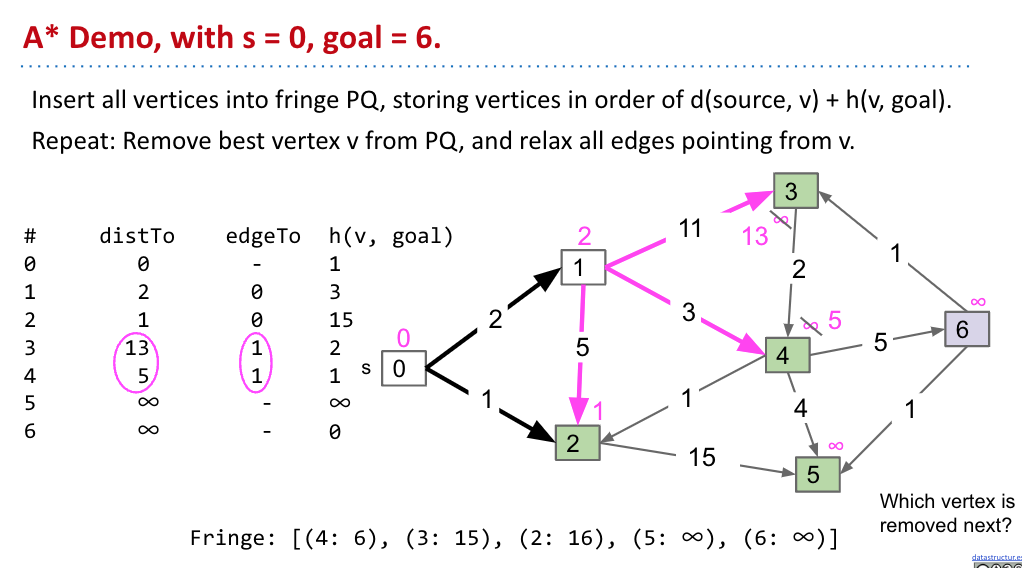 A* Demo, with s = 0, goal = 6.
Insert all vertices into fringe PQ, storing vertices in order of d(source, v) + h(v, goal).
Repeat: Remove best vertex v from PQ, and relax all edges pointing from v.
# distTo edgeTo h(v, goal)
0 0 - 1
1 2 0 3
2 1 0 15
3 13 1 2
4 5 1 1
5 ∞ - ∞
6 ∞ - 0
s
0
0
2
1
2
1
5
11
3
1
2
3
∞
13
2
1
15
4
∞ 5
5
4
1
∞
6
1
∞
5
Which vertex is
removed next?
Fringe: [(4: 6), (3: 15), (2: 16), (5: ∞), (6: ∞)]
datastructur.es